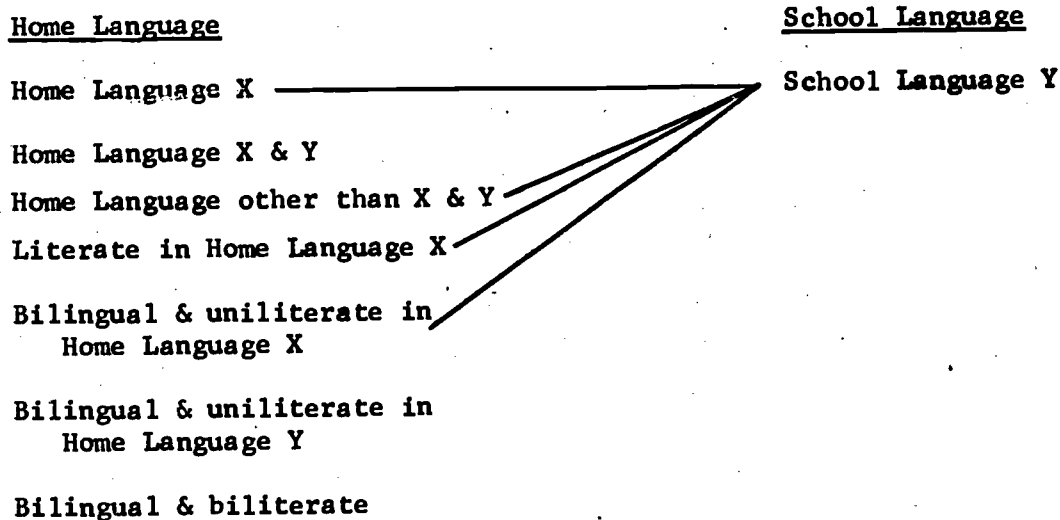 Home Language
School Language
Home Language X
School Language Y
Home Language X & Y
Home Language other than X & Y
Literate in Home Language X
Bilingual & uniliterate in
Home Language X
Bilingual & uniliterate in
Home Language Y
Bilingual & biliterate